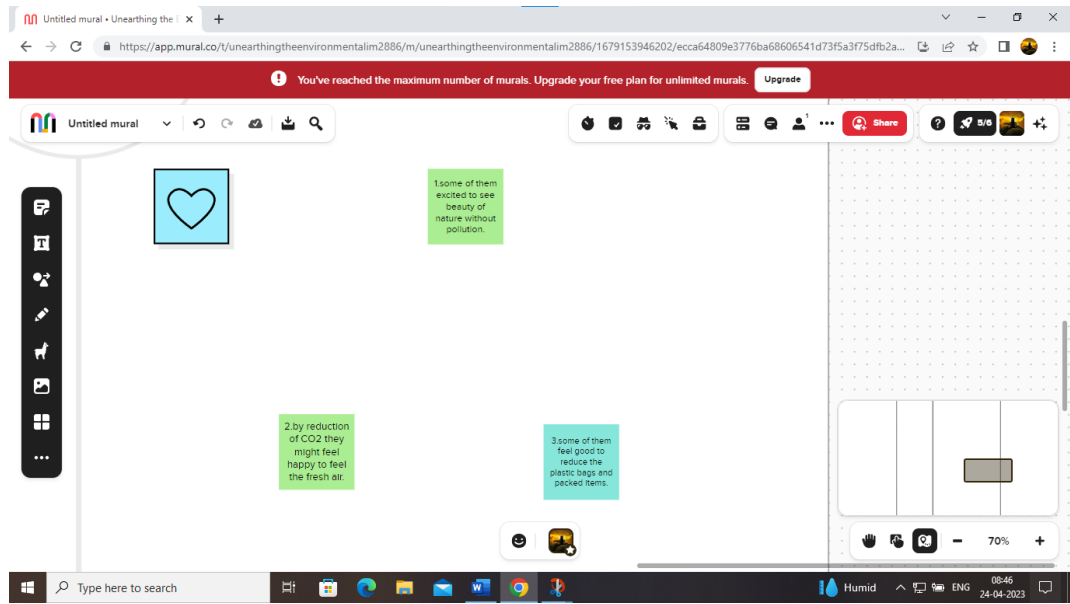 Untitled mural • Unearthing the E
https://app.mural.co/t/unearthingtheenvironmentalim2886/m/unearthingtheenvironmentalim2886/1679153946202/ecca64809e3776ba68606541d73f5a3f75dfb2a...
You've reached the maximum number of murals. Upgrade your free plan for unlimited murals. Upgrade
Untitled mural
1
Share
5/6
1.some of them
excited to see
beauty of
nature without
pollution.
2.by reduction
of CO2 they
might feel
happy to feel
the fresh air.
3.some of them
feel good to
reduce the
plastic bags and
packed items.
70%
Type here to search
Humid
ENG
08:46
24-04-2023